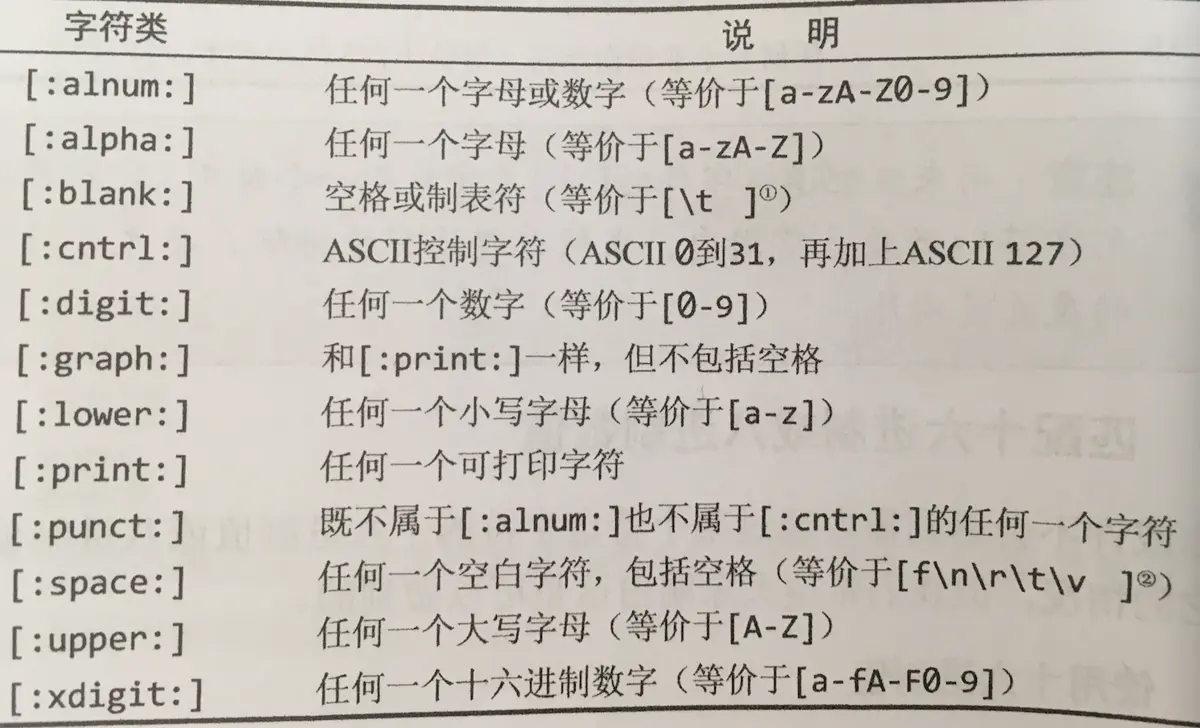 字符类 说 明
[:alnum:] 任何一个字母或数字（等价于[a-zA-Z0-9]）
[:alpha:] 任何一个字母（等价于[a-zA-Z]）
[:blank:] 空格或制表符（等价于[\t ]①）
[:cntrl:] ASCII控制字符（ASCII 0到31，再加上ASCII 127）
[:digit:] 任何一个数字（等价于[0-9]）
[:graph:] 和[:print:]一样，但不包括空格
[:lower:] 任何一个小写字母（等价于[a-z]）
[:print:] 任何一个可打印字符
[:punct:] 既不属于[:alnum:]也不属于[:cntrl:]的任何一个字符
[:space:] 任何一个空白字符，包括空格（等价于[f\n\r\t\v ]②）
[:upper:] 任何一个大写字母（等价于[A-Z]）
[:xdigit:] 任何一个十六进制数字（等价于[a-fA-F0-9]）